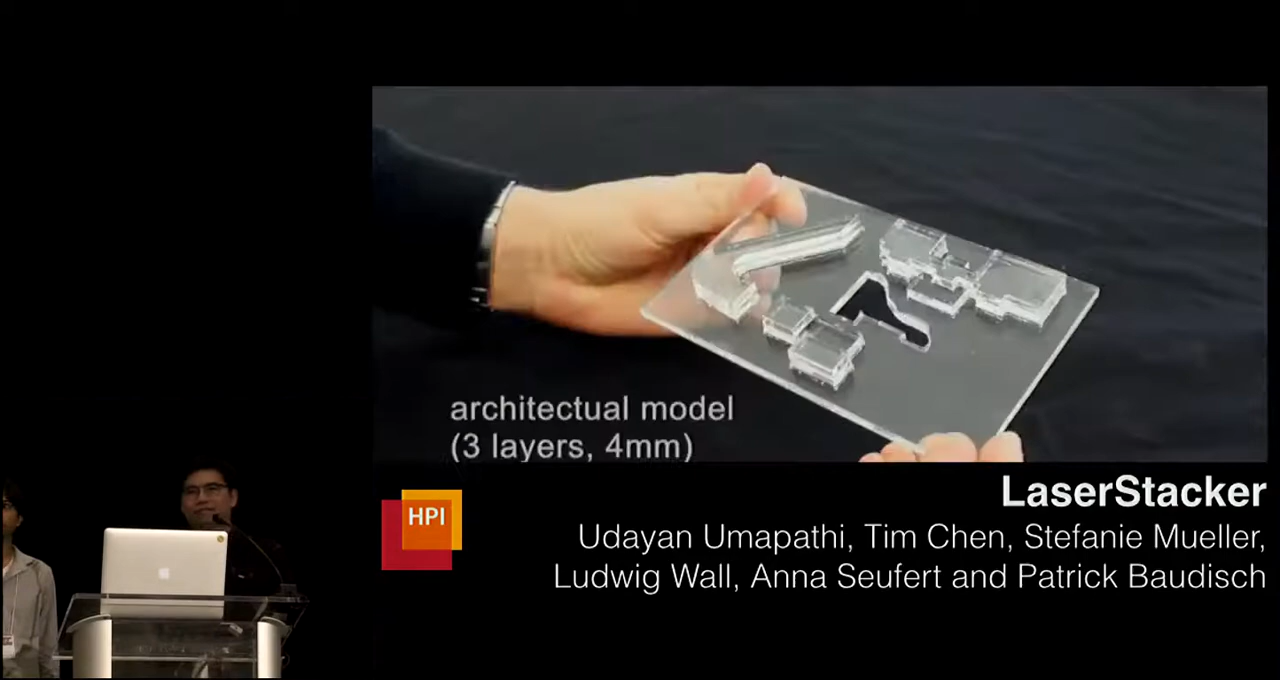 architectual model
(3 layers, 4mm)
HPI
LaserStacker
Udayan Umapathi, Tim Chen, Stefanie Mueller,
Ludwig Wall, Anna Seufert and Patrick Baudisch